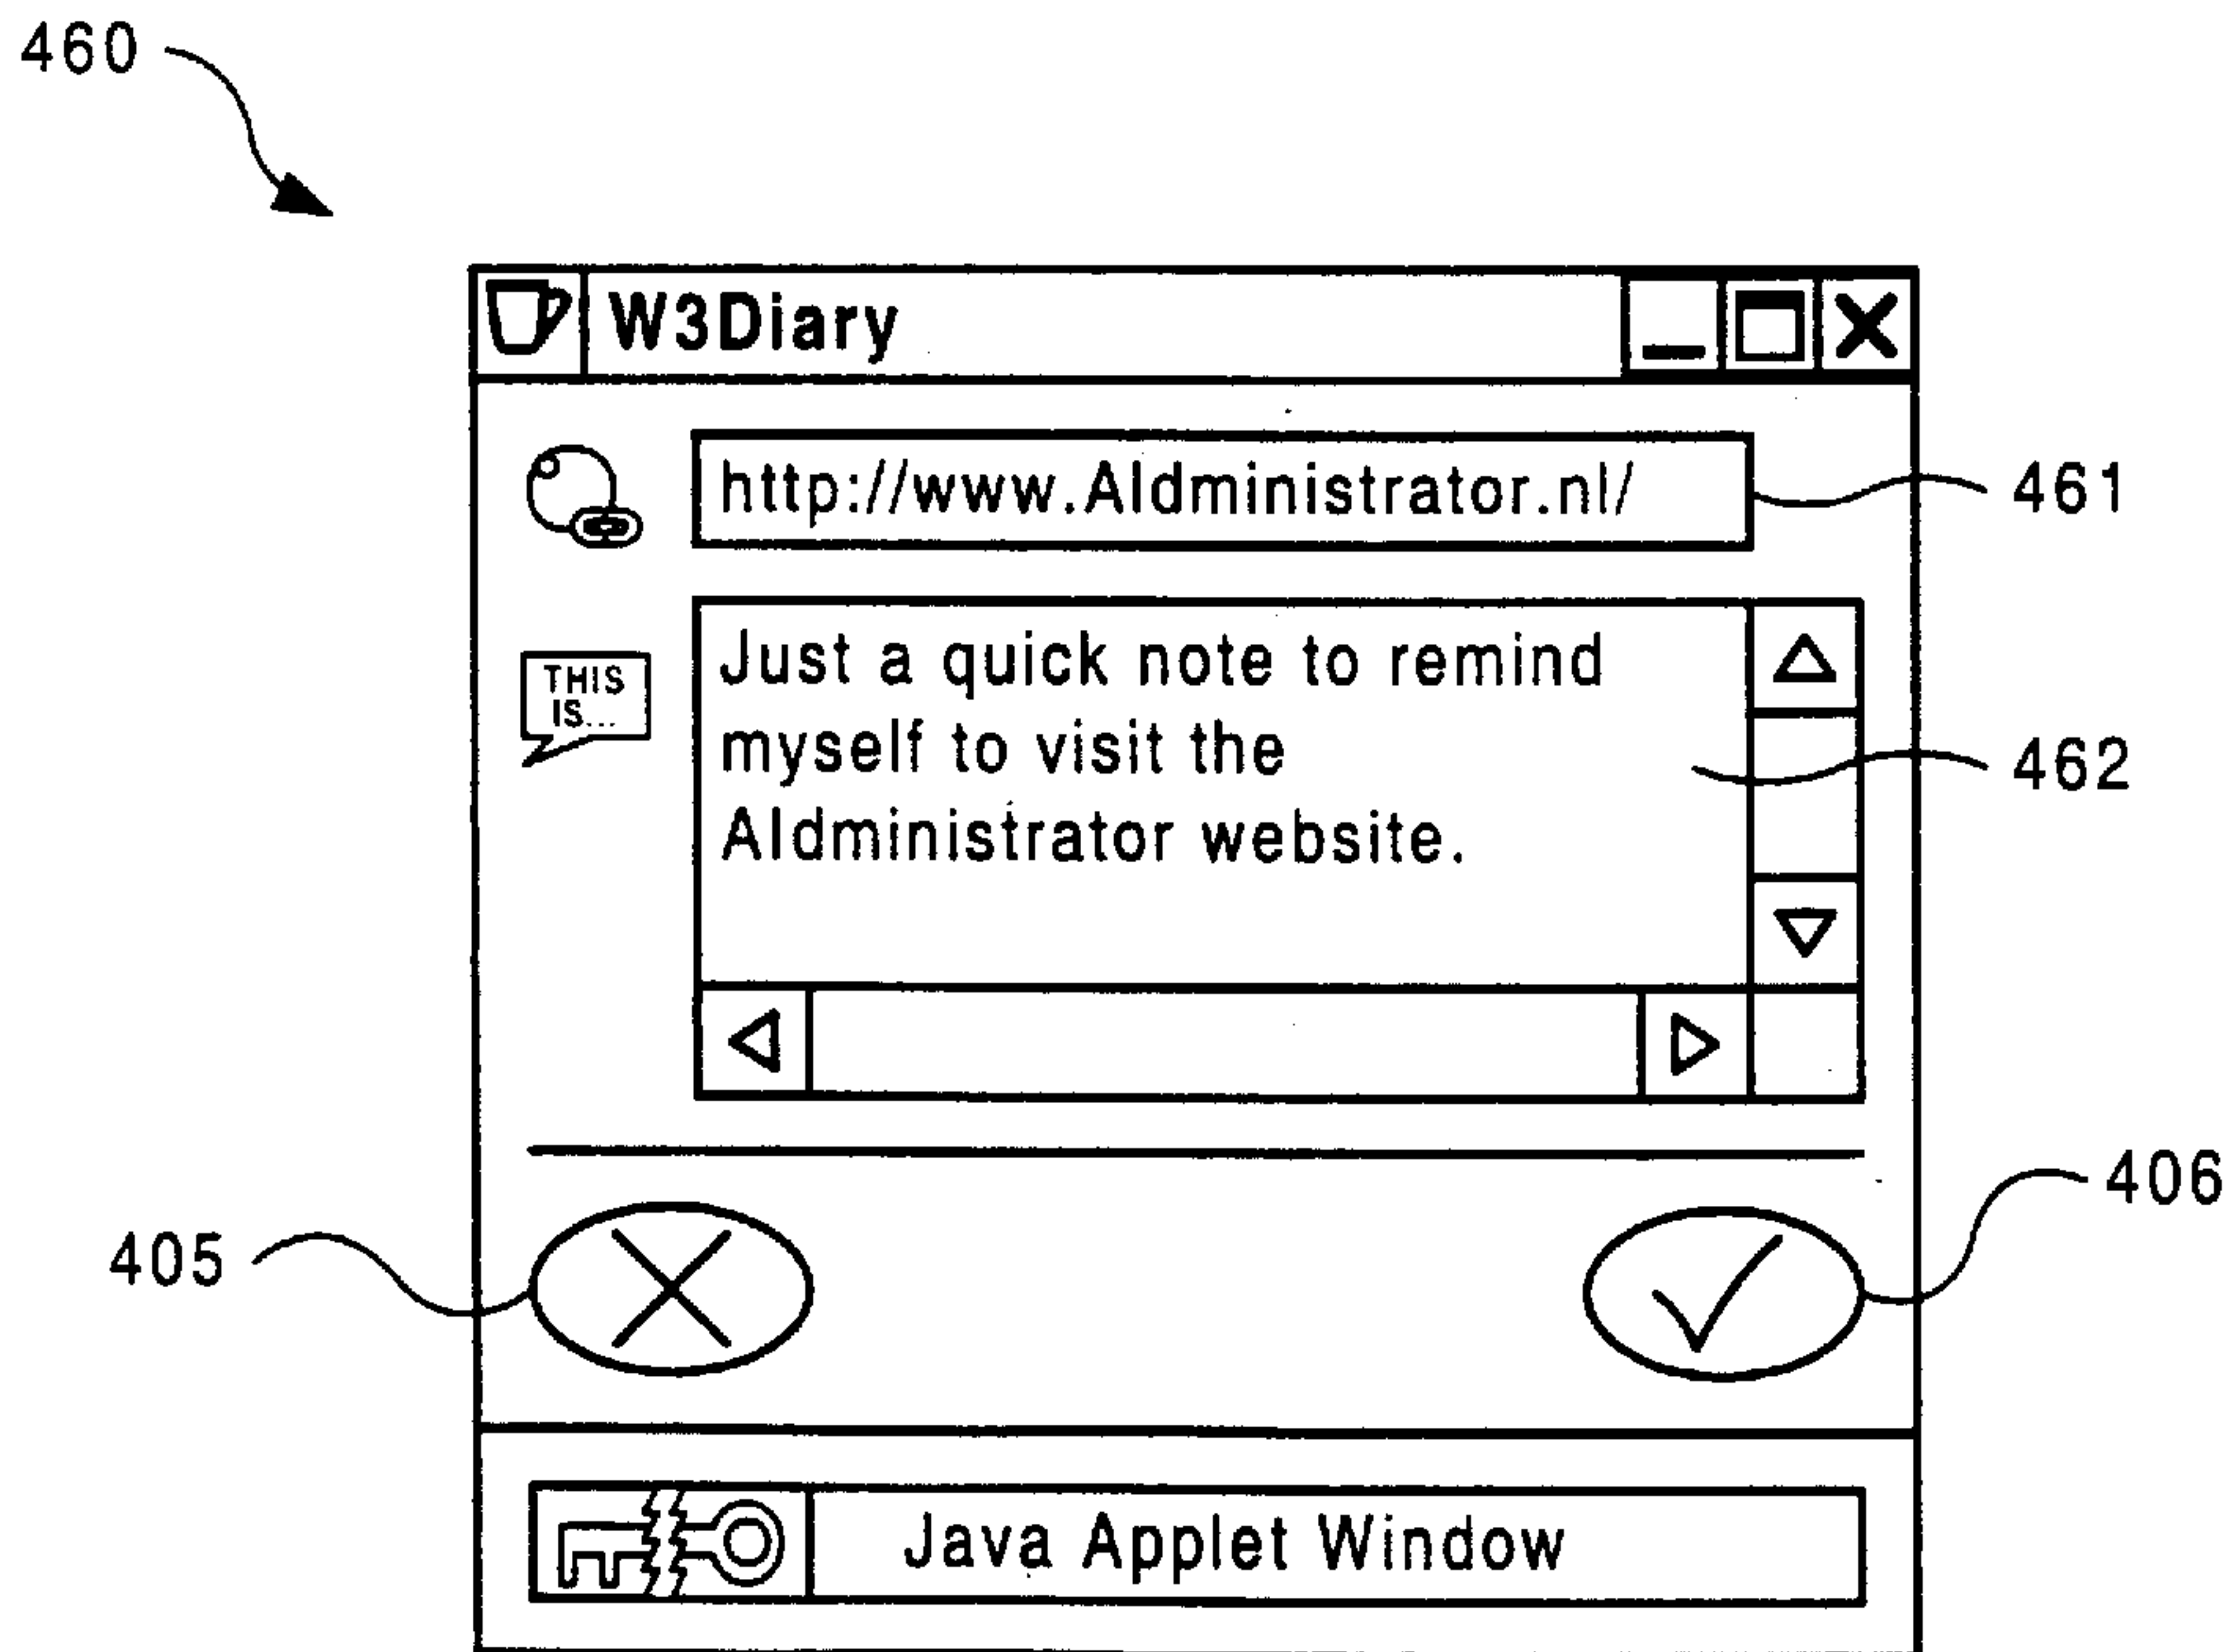 460
W3Diary
http://www.AIdministrator.nl/
461
Just a quick note to remind
myself to visit the
AIdministrator website.
THIS
IS...
462
406
405
Java Applet Window